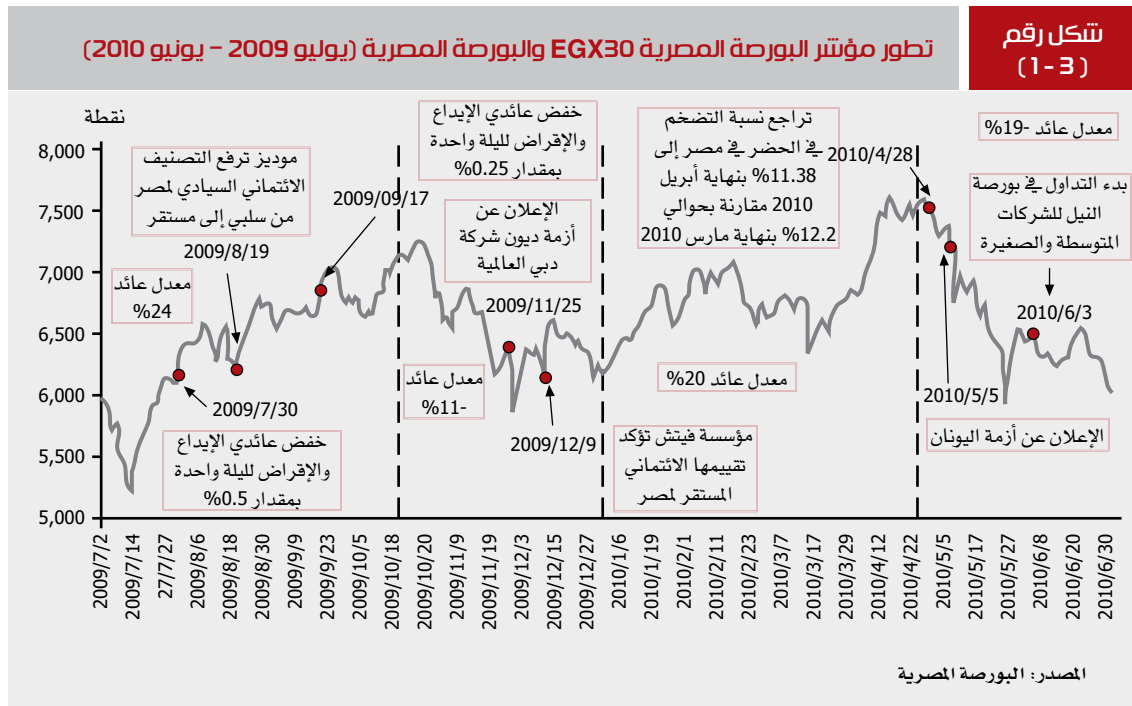 شكل رقم
(1 - 3)
تطور مؤشر البورصة المصرية EGX30 والبورصة المصرية (يوليو 2009 – يونيو 2010)
نقطة
8,000
7,500
7,000
6,500
6,000
5,500
5,000
معدل عائد
%24
موديز ترفع التصنيف
الائتماني السيادي لمصر
من سلبي إلى مستقر
2009/8/19
2009/09/17
2009/7/30
خفض عائدي الإيداع
والإقراض لليلة واحدة
بمقدار 0.5%
خفض عائدي الإيداع
والإقراض لليلة واحدة
بمقدار 0.25%
الإعلان عن
أزمة ديون شركة
دبي العالمية
2009/11/25
معدل عائد
%11-
2009/12/9
مؤسسة فيتش تؤكد
تقييمها الائتماني
المستقر لمصر
تراجع نسبة التضخم
في الحضر في مصر إلى
11.38% بنهاية أبريل
2010 مقارنة بحوالي
12.2% بنهاية مارس 2010
معدل عائد 20%
2010/4/28
معدل عائد -19%
بدء التداول في بورصة
النيل للشركات
المتوسطة والصغيرة
2010/6/3
2010/5/5
الإعلان عن أزمة اليونان
2009/7/2
2009/7/14
27/7/27
2009/8/6
2009/8/18
2009/8/30
2009/9/9
2009/9/23
2009/10/5
2009/10/18
2009/10/20
2009/11/9
2009/11/19
2009/12/3
2009/12/15
2009/12/27
2010/1/6
2010/1/19
2010/2/1
2010/2/11
2010/3/7
2010/3/17
2010/3/29
2010/4/12
2010/4/22
2010/5/5
2010/5/17
2010/5/27
2010/6/8
2010/6/20
2010/6/30
المصدر: البورصة المصرية